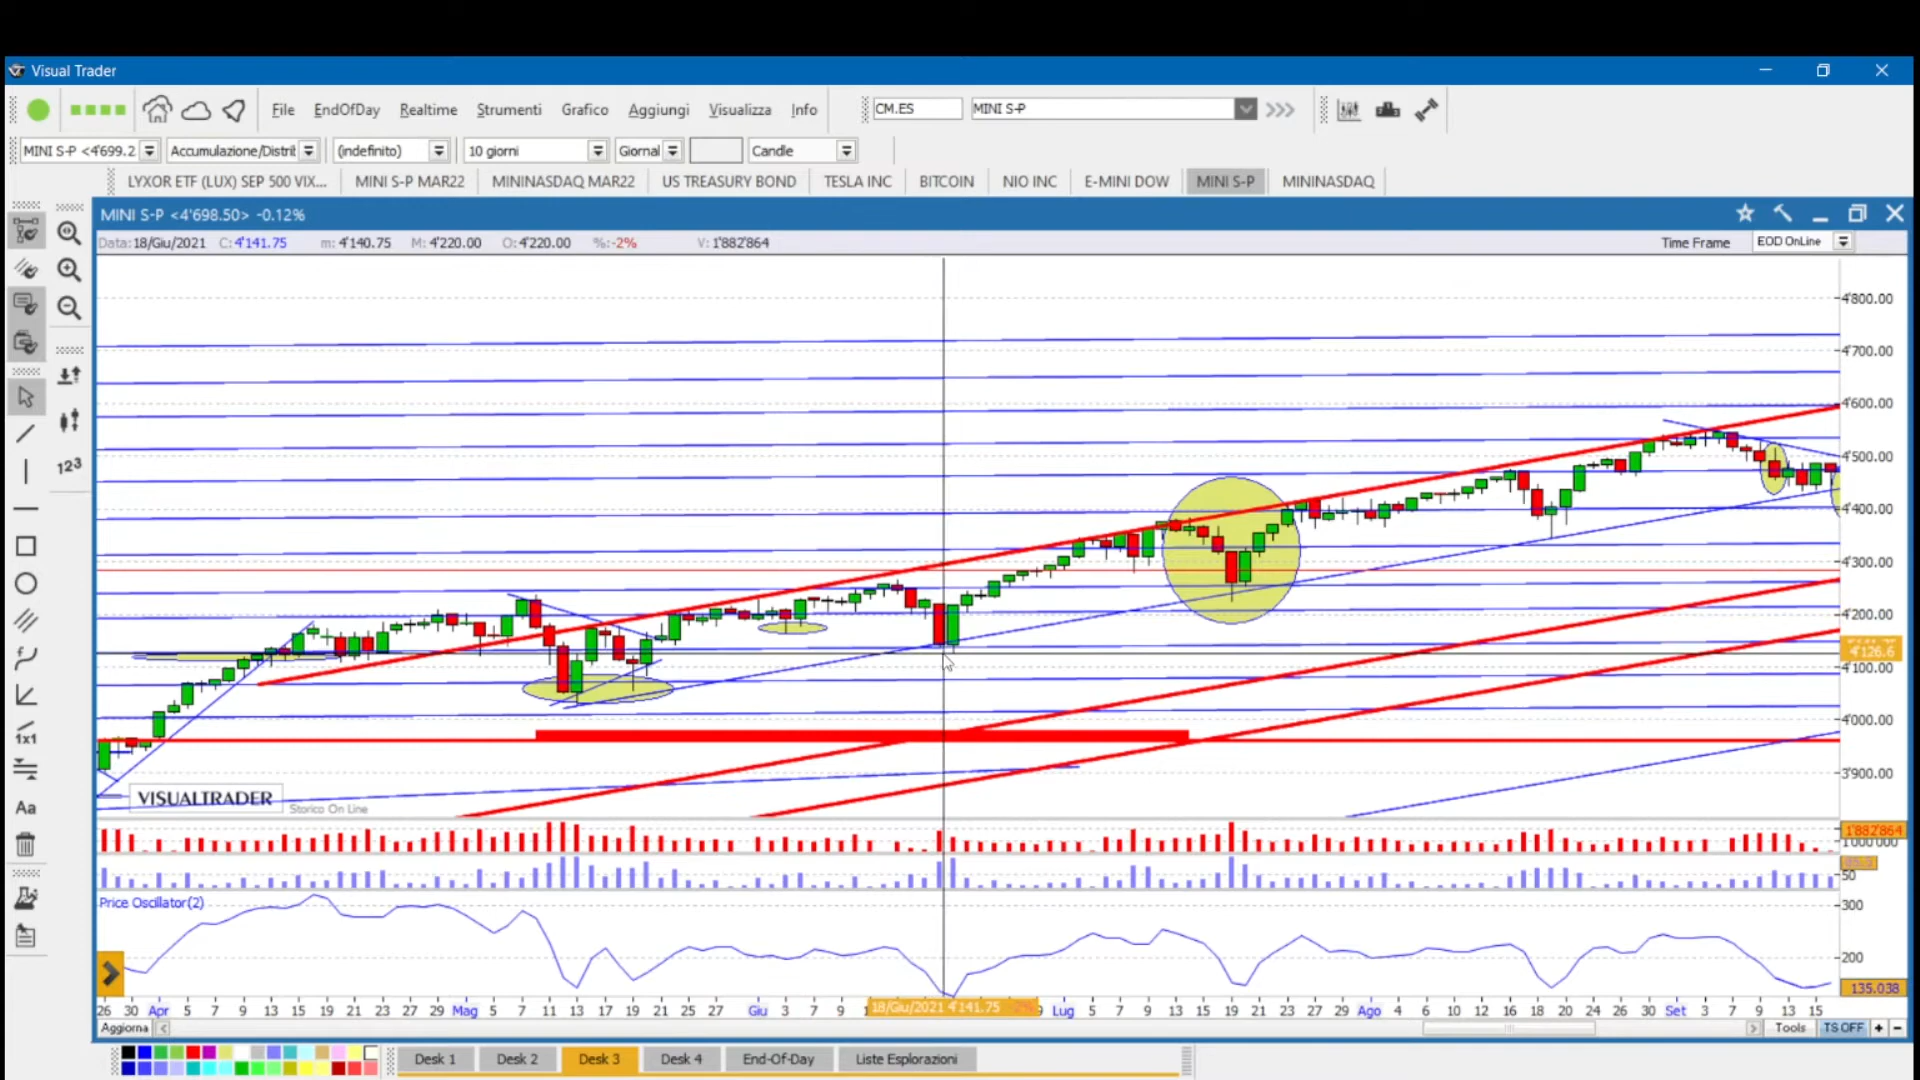 Visual Trader
File EndOfDay Realtime Strumenti Grafico Aggiungi Visualizza Info CM.ES MINI S-P
MINI S-P <4'699.2 Accumulazione/Distrib (indefinito) 10 giorni Giornal Candle
LYXOR ETF (LUX) SEP 500 VIX... MINI S-P MAR22 MININASDAQ MAR22 US TREASURY BOND TESLA INC BITCOIN NIO INC E-MINI DOW MINI S-P MININASDAQ
MINI S-P <4'698.50> -0.12%
Data: 18/Giu/2021 C: 4'141.75 m: 4'140.75 M: 4'220.00 O: 4'220.00 %: -2% V: 1'882'864 Time Frame EOD OnLine
4'800.00
4'700.00
4'600.00
4'500.00
4'400.00
4'300.00
4'200.00
4'126.6
4'100.00
4'000.00
3'900.00
123
1x1
Aa
VISUALTRADER Storico On Line
1'882'864
1'000'000
50
Price Oscillator(2)
300
200
135.038
26 30 Apr 5 7 9 13 15 19 21 23 27 29 Mag 5 7 11 13 17 19 21 25 27 Giu 3 7 9 18/Giu/2021 4'141.75 Lug 5 7 9 13 15 19 21 23 27 29 Ago 4 6 10 12 16 18 20 24 26 30 Set 3 7 9 13 15
Aggiorna Tools TS OFF + -
Desk 1 Desk 2 Desk 3 Desk 4 End-Of-Day Liste Esplorazioni